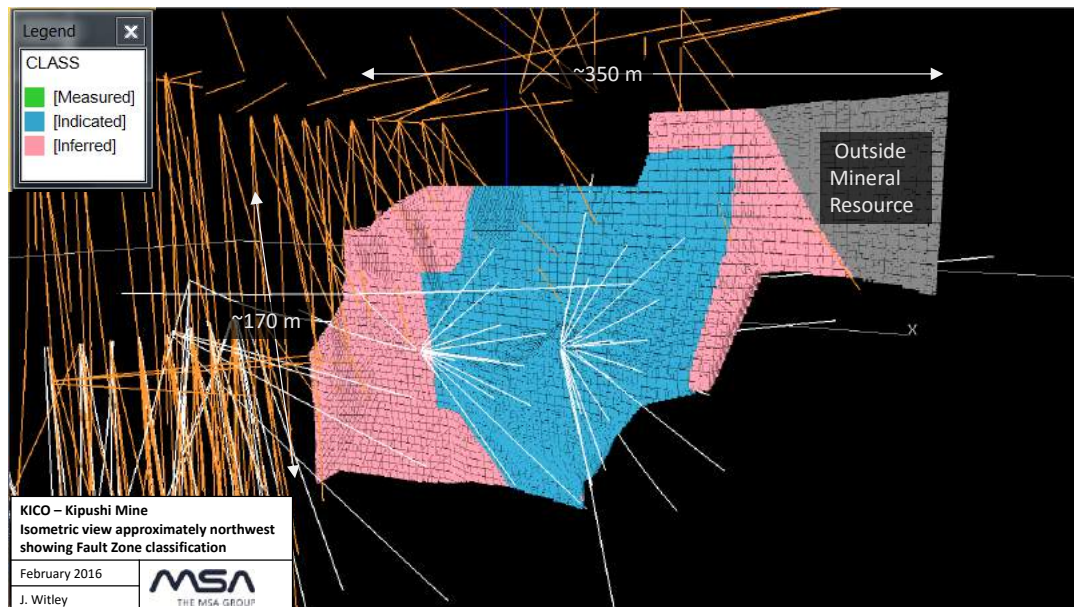 Legend
CLASS
[Measured]
[Indicated]
[Inferred]
~350 m
Outside
Mineral
Resource
~170 m
X
KICO – Kipushi Mine
Isometric view approximately northwest
showing Fault Zone classification
February 2016
J. Witley
MSA
THE MSA GROUP